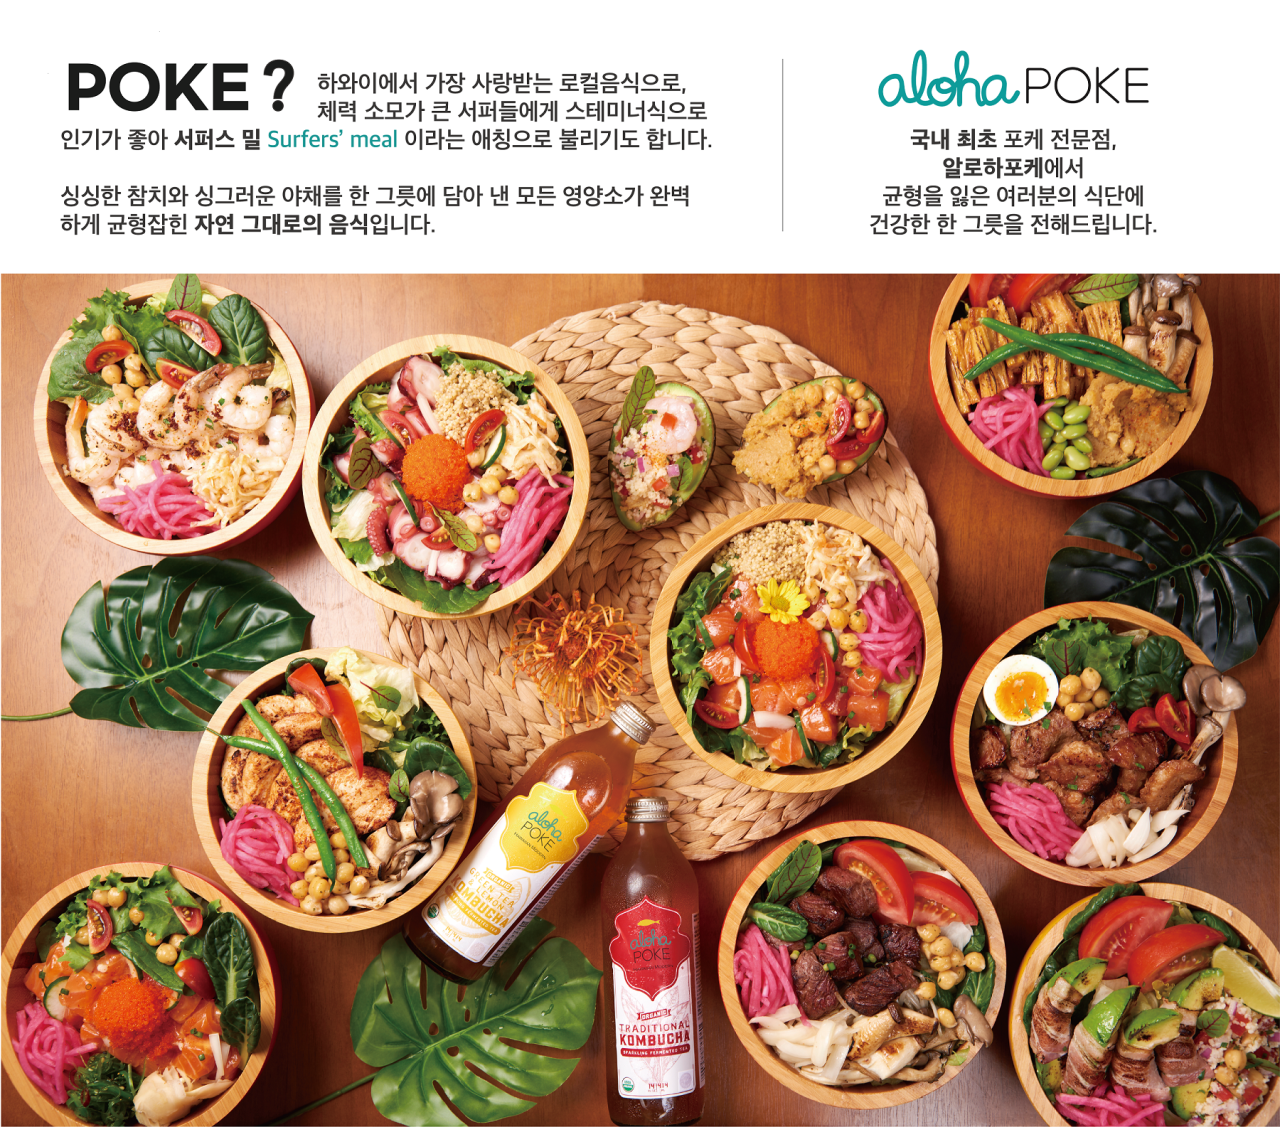 POKE ?
하와이에서 가장 사랑받는 로컬음식으로,
체력 소모가 큰 서퍼들에게 스테미너식으로
인기가 좋아 서퍼스 밀 Surfers’ meal 이라는 애칭으로 불리기도 합니다.
싱싱한 참치와 싱그러운 야채를 한 그릇에 담아 낸 모든 영양소가 완벽
하게 균형잡힌 자연 그대로의 음식입니다.
aloha POKE
국내 최초 포케 전문점,
알로하포케에서
균형을 잃은 여러분의 식단에
건강한 한 그릇을 전해드립니다.
aloha
POKE
ORGANIC
GREEN TEA
& LEMON
KOMBUCHA
aloha
POKE
ORGANIC
TRADITIONAL
KOMBUCHA
SPARKLING FERMENTED TEA